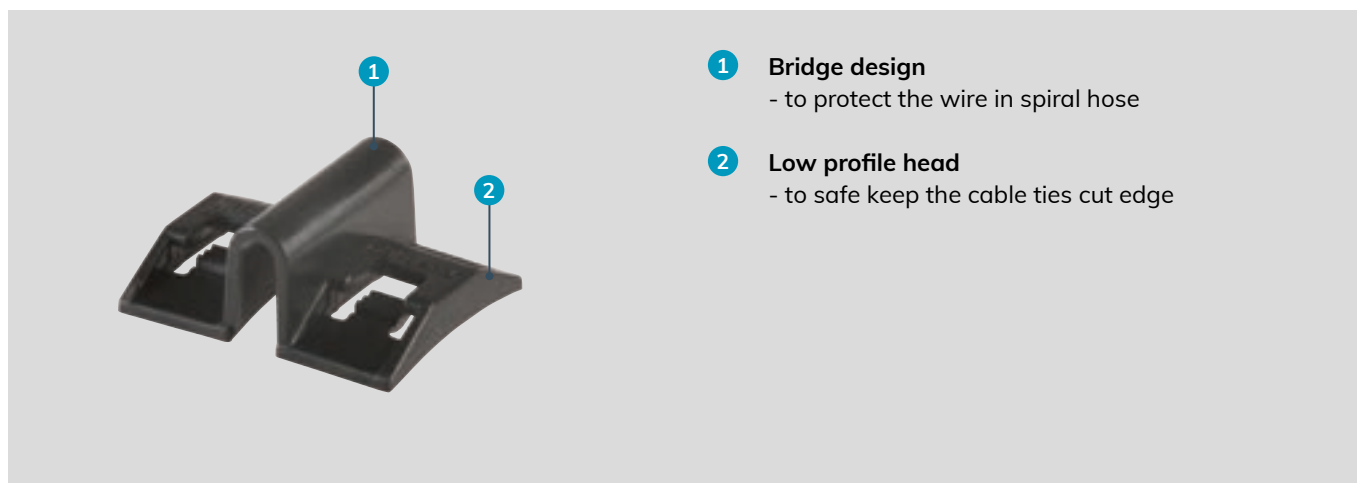 1
2
1 Bridge design
- to protect the wire in spiral hose
2 Low profile head
- to safe keep the cable ties cut edge